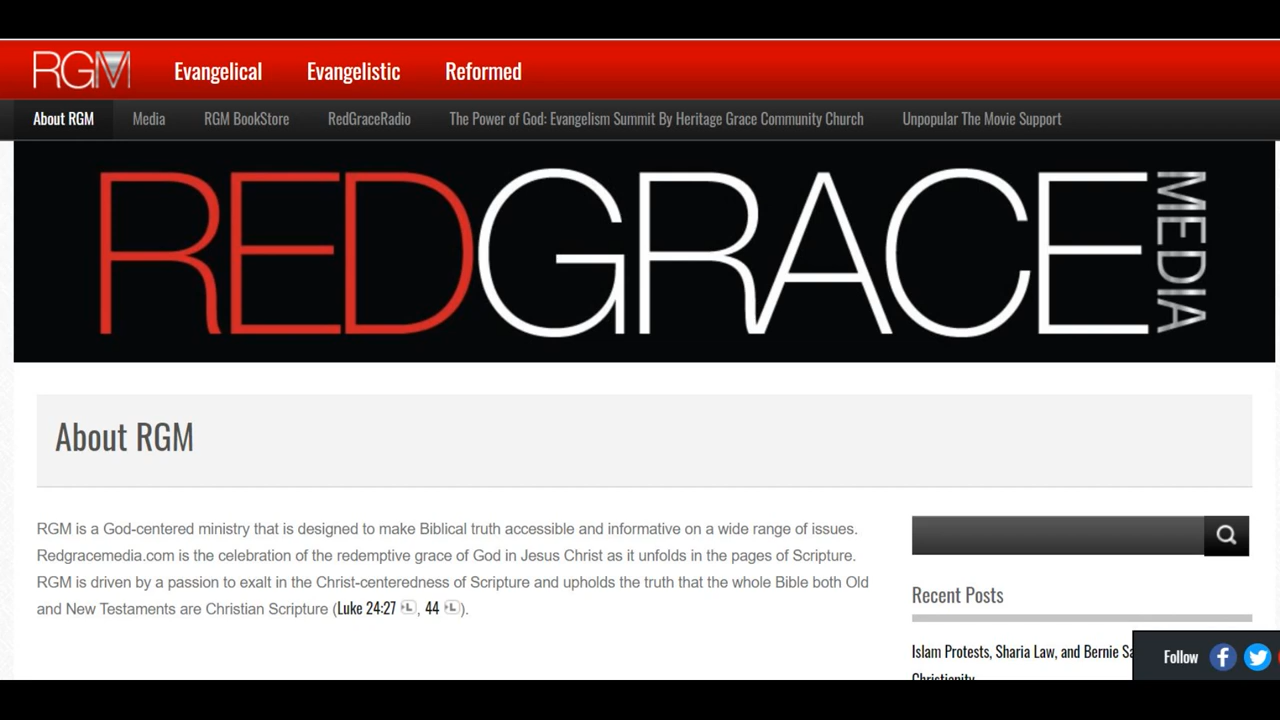 RGM Evangelical Evangelistic Reformed
About RGM Media RGM BookStore RedGraceRadio The Power of God: Evangelism Summit By Heritage Grace Community Church Unpopular The Movie Support
REDGRACE MEDIA
About RGM
RGM is a God-centered ministry that is designed to make Biblical truth accessible and informative on a wide range of issues.
Redgracemedia.com is the celebration of the redemptive grace of God in Jesus Christ as it unfolds in the pages of Scripture.
RGM is driven by a passion to exalt in the Christ-centeredness of Scripture and upholds the truth that the whole Bible both Old
and New Testaments are Christian Scripture (Luke 24:27, 44).
Recent Posts
Islam Protests, Sharia Law, and Bernie
Christianity
Follow